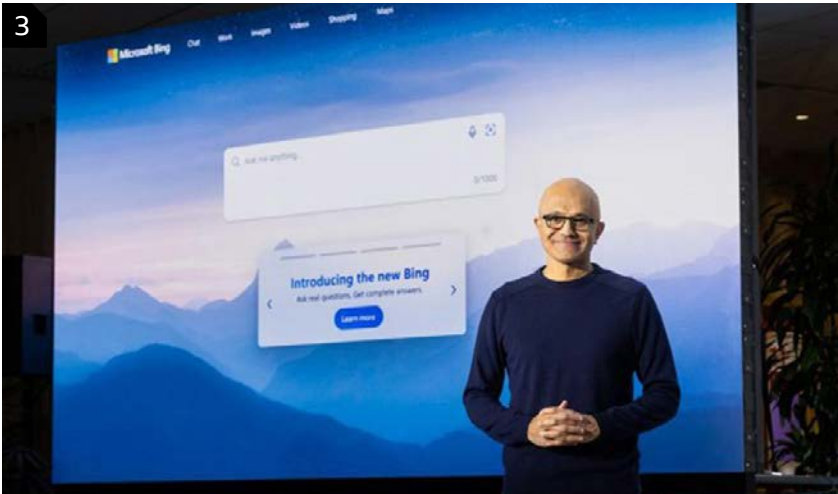 3
Microsoft Bing Chat Work Images Videos Shopping Maps
Ask me anything...
0/1000
Introducing the new Bing
Ask real questions. Get complete answers.
Learn more